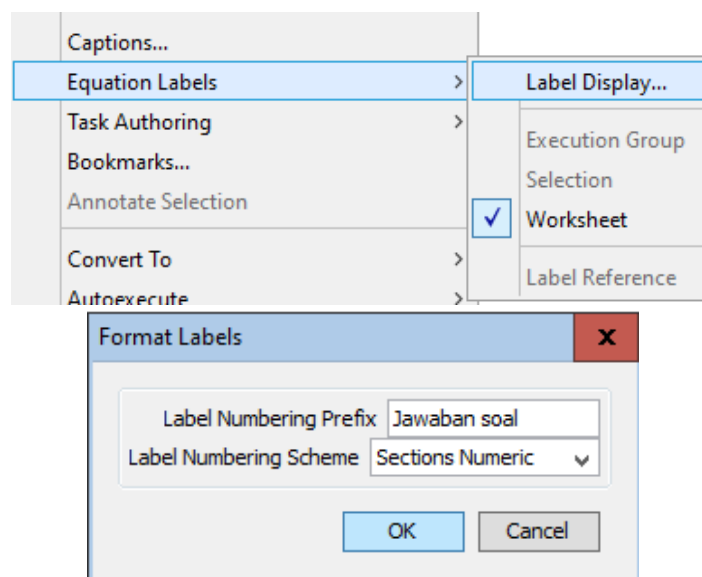 Captions...
Equation Labels >
Label Display...
Task Authoring >
Execution Group
Bookmarks...
Selection
Annotate Selection
✓ Worksheet
Convert To >
Label Reference
Autoexecute >
Format Labels x
Label Numbering Prefix Jawaban soal
Label Numbering Scheme Sections Numeric
OK Cancel